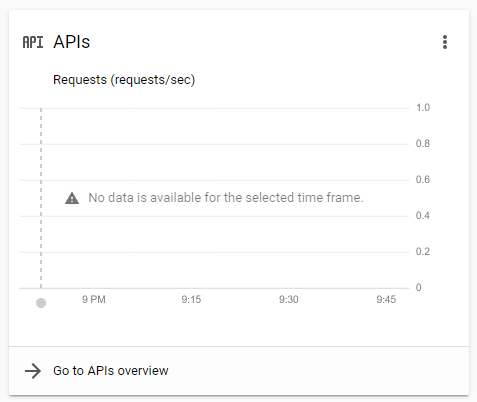 API APIs
Requests (requests/sec)
1.0
0.8
0.6
No data is available for the selected time frame.
0.4
0.2
0
9 PM 9:15 9:30 9:45
Go to APIs overview